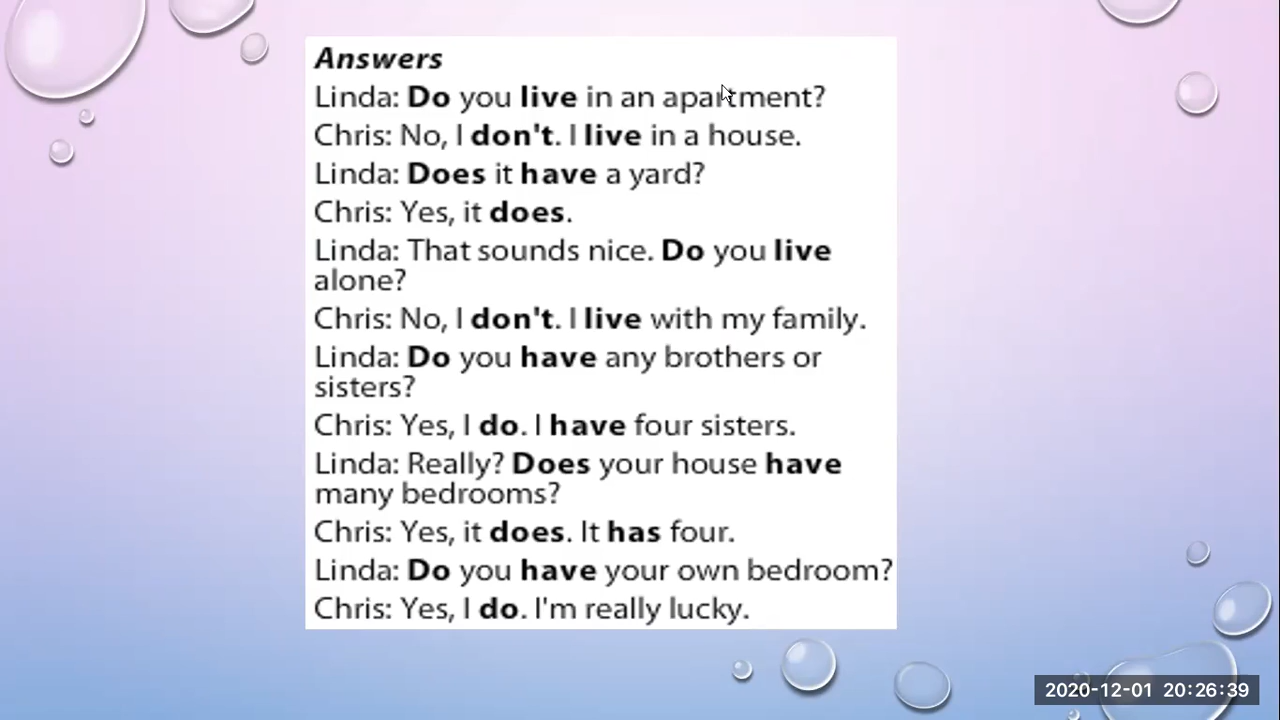 Answers
Linda: Do you live in an apartment?
Chris: No, I don't. I live in a house.
Linda: Does it have a yard?
Chris: Yes, it does.
Linda: That sounds nice. Do you live
alone?
Chris: No, I don't. I live with my family.
Linda: Do you have any brothers or
sisters?
Chris: Yes, I do. I have four sisters.
Linda: Really? Does your house have
many bedrooms?
Chris: Yes, it does. It has four.
Linda: Do you have your own bedroom?
Chris: Yes, I do. I'm really lucky.
2020-12-01 20:26:39